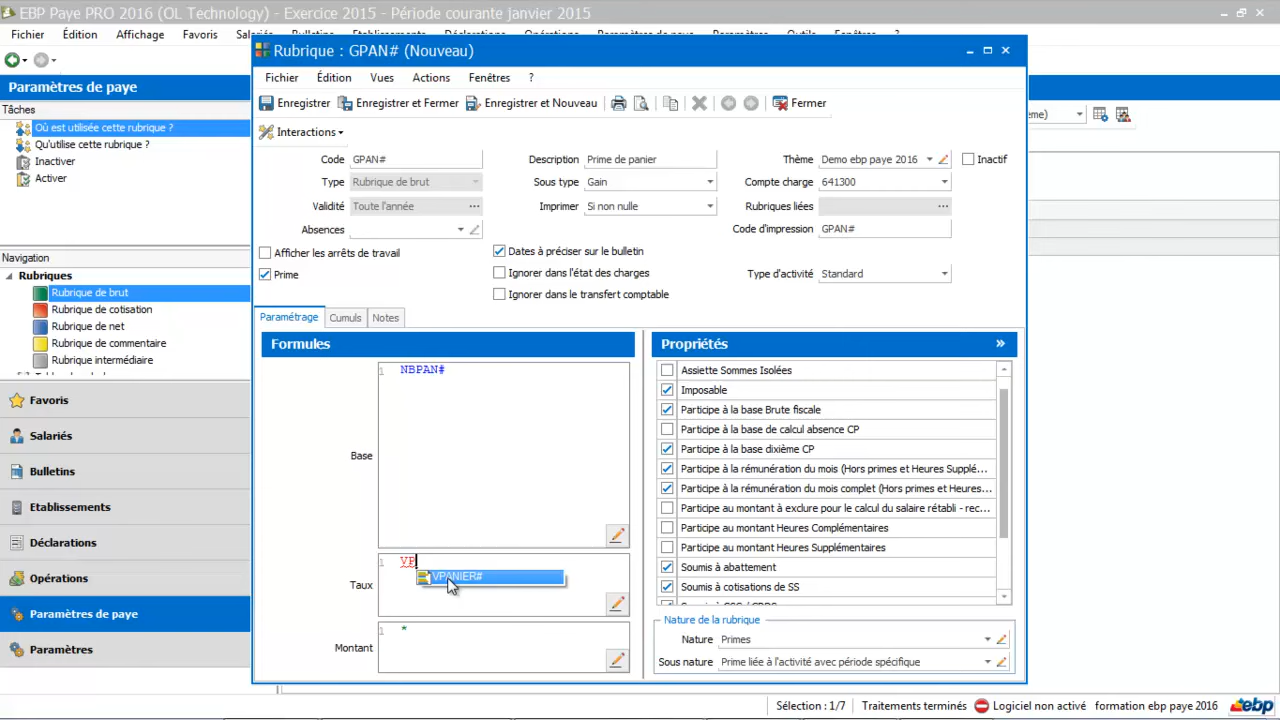 EBP Paye PRO 2016 (OL Technology) - Exercice 2015 - Période courante janvier 2015
Fichier Édition Affichage Favoris
Rubrique : GPAN# (Nouveau)
Fichier Édition Vues Actions Fenêtres ?
Enregistrer Enregistrer et Fermer Enregistrer et Nouveau Fermer
Interactions
Paramètres de paye
Tâches
Où est utilisée cette rubrique ?
Qu'utilise cette rubrique ?
Inactiver
Activer
Navigation
Rubriques
Rubrique de brut
Rubrique de cotisation
Rubrique de net
Rubrique de commentaire
Rubrique intermédiaire
Favoris
Salariés
Bulletins
Etablissements
Déclarations
Opérations
Paramètres de paye
Paramètres
Code GPAN# Description Prime de panier Thème Demo ebp paye 2016 Inactif
Type Rubrique de brut Sous type Gain Compte charge 641300
Validité Toute l'année ... Imprimer Si non nulle Rubriques liées ...
Absences Code d'impression GPAN#
Afficher les arrêts de travail Dates à préciser sur le bulletin
Prime Ignorer dans l'état des charges Type d'activité Standard
Ignorer dans le transfert comptable
Paramétrage Cumuls Notes
Formules
1 NBPAN#
Base
1 VP
VPANIER#
Taux
1 *
Montant
Propriétés »
Assiette Sommes Isolées
Imposable
Participe à la base Brute fiscale
Participe à la base de calcul absence CP
Participe à la base dixième CP
Participe à la rémunération du mois (Hors primes et Heures Supplé...
Participe à la rémunération du mois complet (Hors primes et Heures...
Participe au montant à exclure pour le calcul du salaire rétabli - rec...
Participe au montant Heures Complémentaires
Participe au montant Heures Supplémentaires
Soumis à abattement
Soumis à cotisations de SS
Nature de la rubrique
Nature Primes
Sous nature Prime liée à l'activité avec période spécifique
Sélection : 1/7 Traitements terminés Logiciel non activé formation ebp paye 2016 ebp